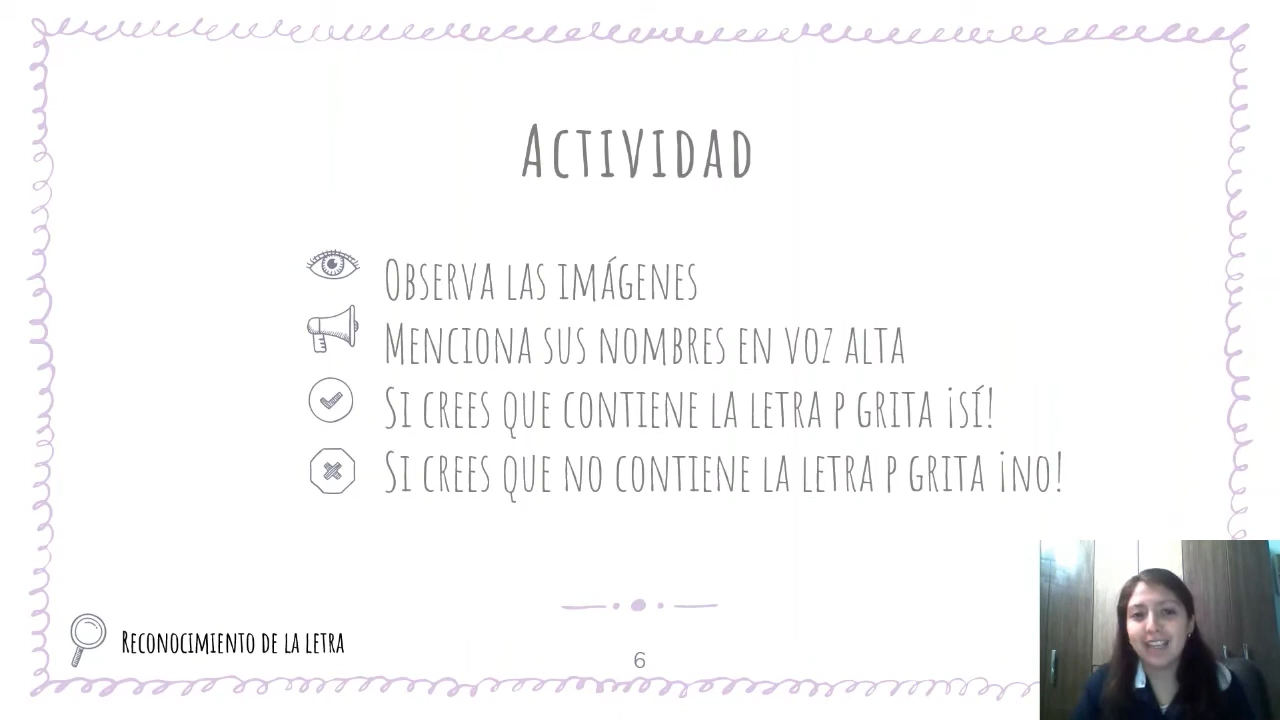 Actividad
Observa las imágenes
Menciona sus nombres en voz alta
Si crees que contiene la letra p grita ¡sí!
Si crees que no contiene la letra p grita ¡no!
Reconocimiento de la letra
6